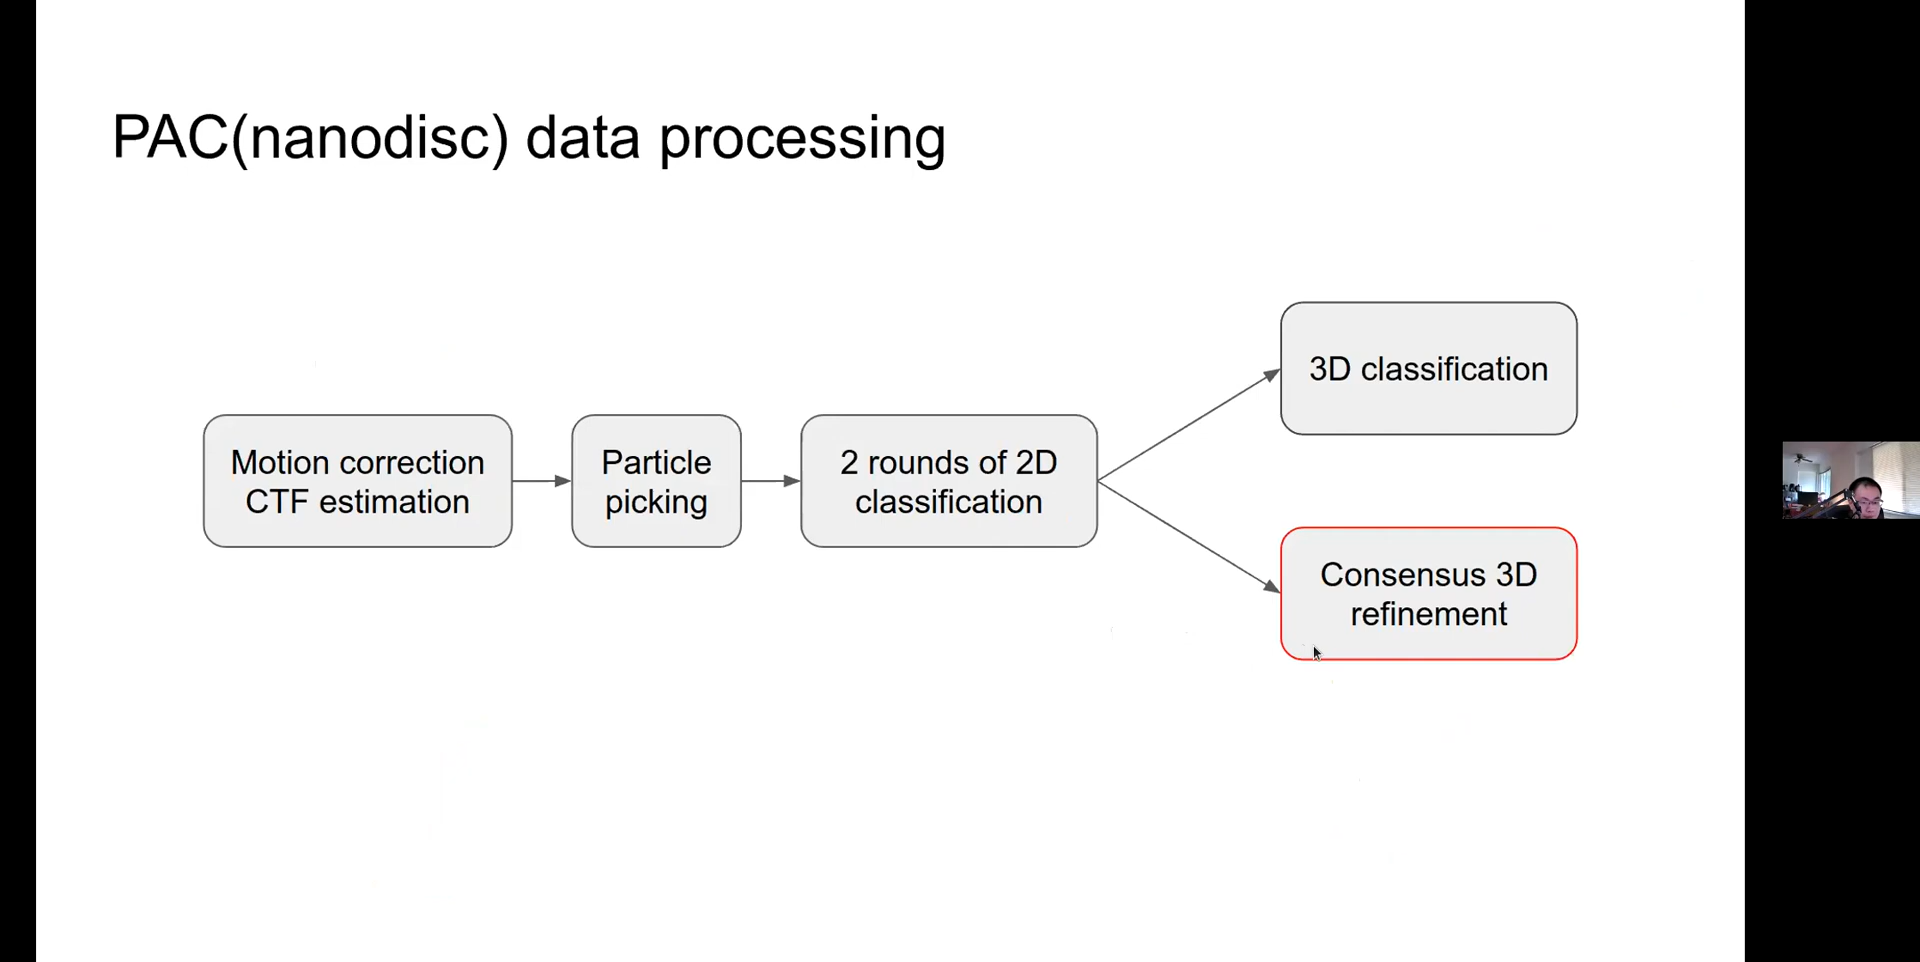 PAC(nanodisc) data processing
Motion correction
CTF estimation
Particle
picking
2 rounds of 2D
classification
3D classification
Consensus 3D
refinement